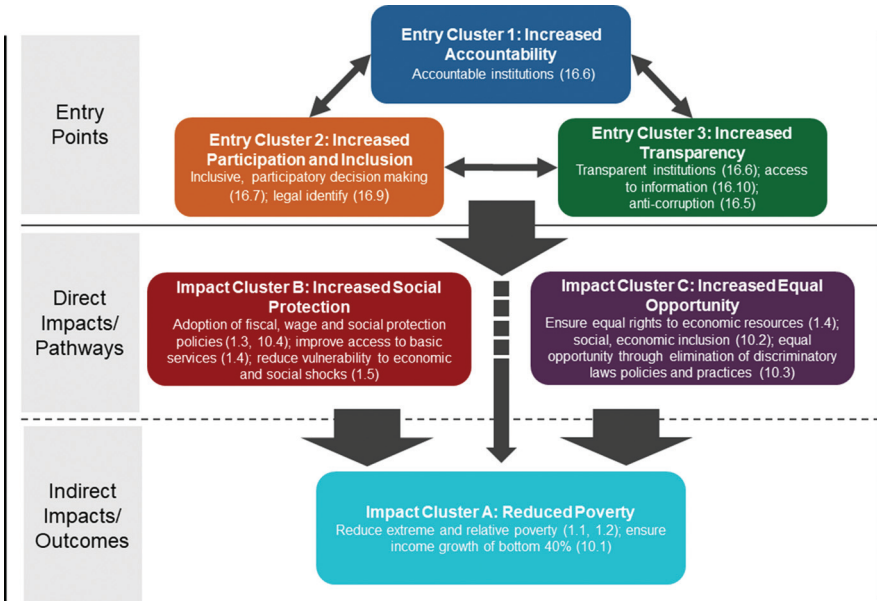 Entry
Points
Entry Cluster 1: Increased
Accountability
Accountable institutions (16.6)
Entry Cluster 2: Increased
Participation and Inclusion
Inclusive, participatory decision making
(16.7); legal identify (16.9)
Entry Cluster 3: Increased
Transparency
Transparent institutions (16.6); access
to information (16.10);
anti-corruption (16.5)
Direct
Impacts/
Pathways
Impact Cluster B: Increased Social
Protection
Adoption of fiscal, wage and social protection
policies (1.3, 10.4); improve access to basic
services (1.4); reduce vulnerability to economic
and social shocks (1.5)
Impact Cluster C: Increased Equal
Opportunity
Ensure equal rights to economic resources (1.4);
social, economic inclusion (10.2); equal
opportunity through elimination of discriminatory
laws policies and practices (10.3)
Indirect
Impacts/
Outcomes
Impact Cluster A: Reduced Poverty
Reduce extreme and relative poverty (1.1, 1.2); ensure
income growth of bottom 40% (10.1)